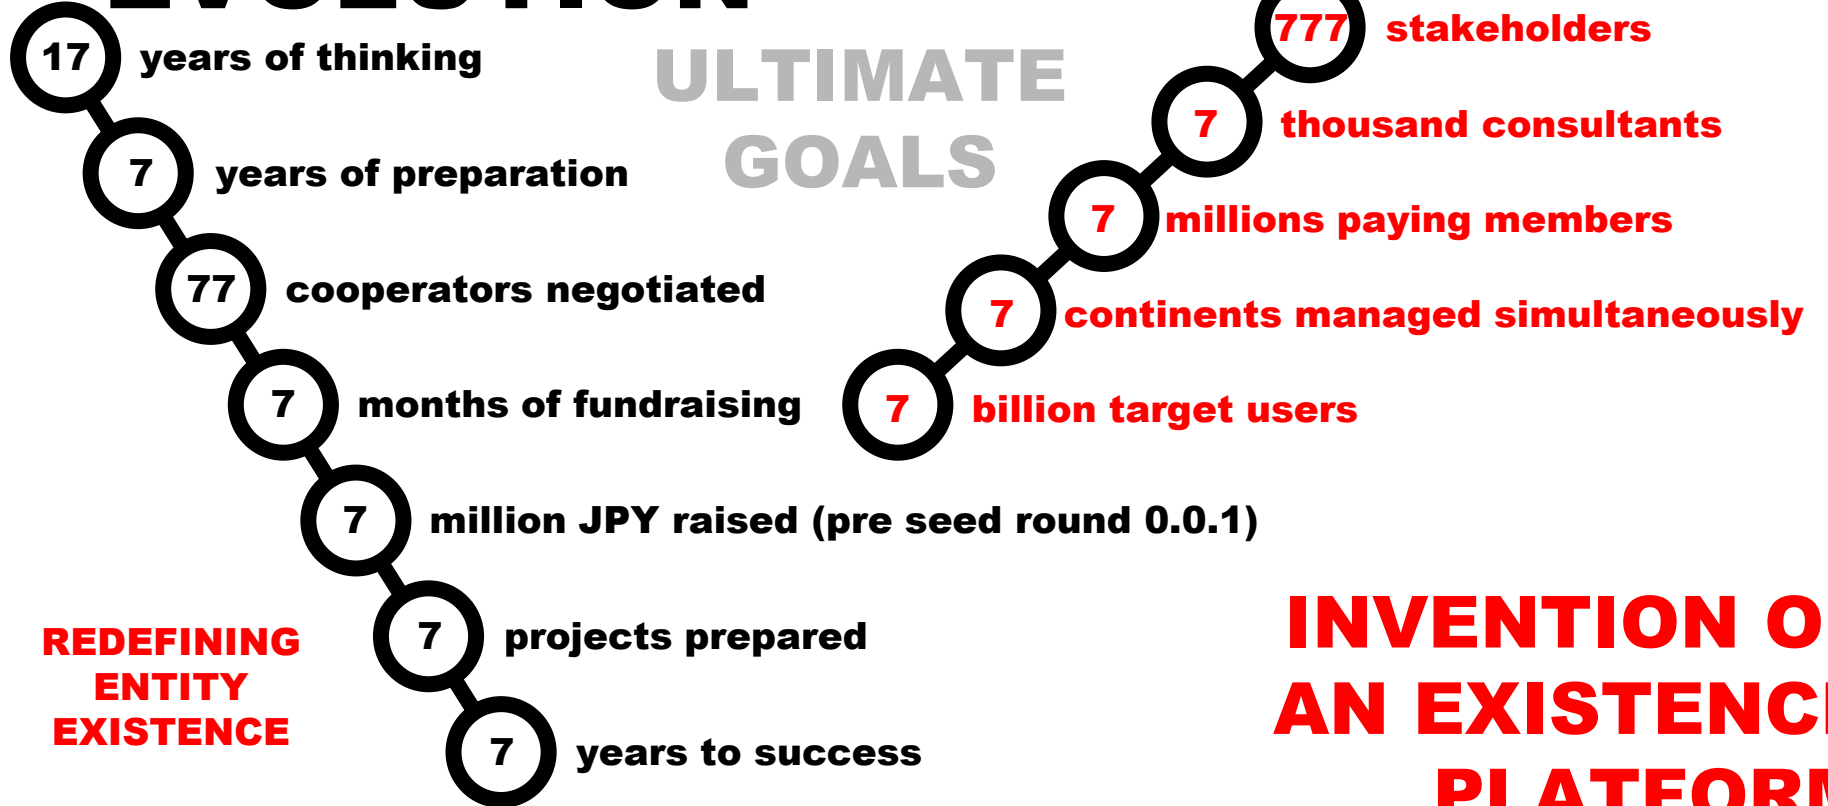 EVOLUTION
17 years of thinking
7 years of preparation
77 cooperators negotiated
7 months of fundraising
7 million JPY raised (pre seed round 0.0.1)
7 projects prepared
7 years to success
REDEFINING
ENTITY
EXISTENCE
ULTIMATE
GOALS
777 stakeholders
7 thousand consultants
7 millions paying members
7 continents managed simultaneously
7 billion target users
INVENTION O
AN EXISTENC
PLATFORM